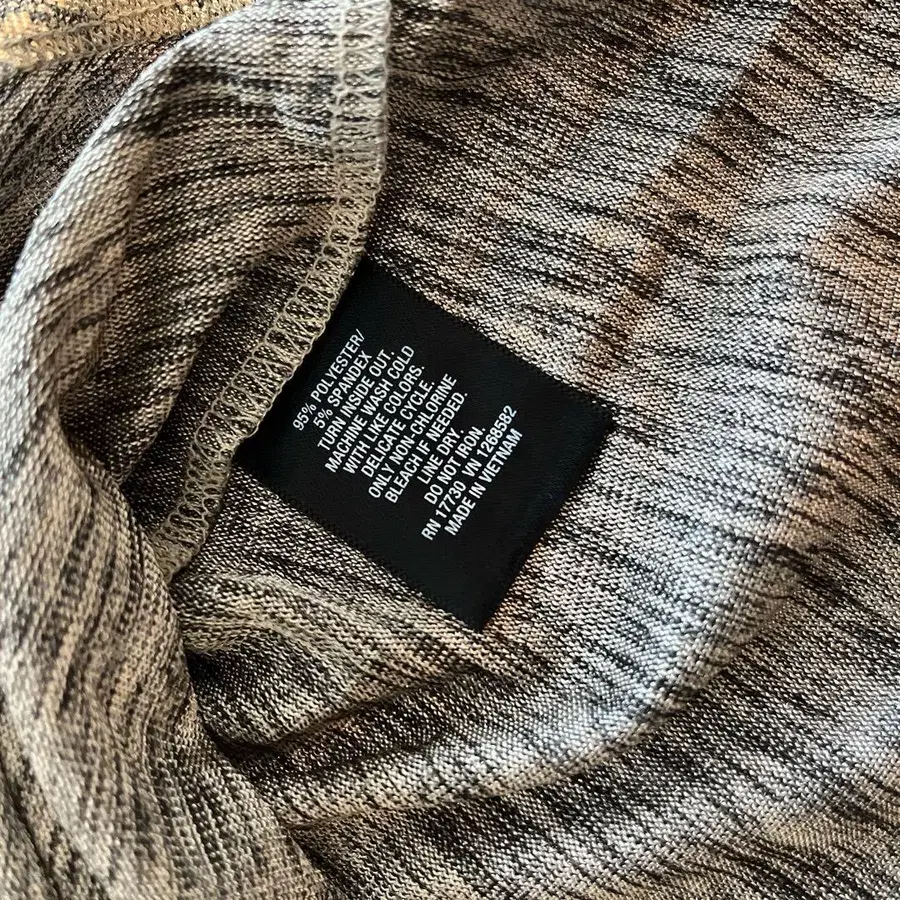 95% POLYESTER/
5% SPANDEX
TURN INSIDE OUT.
MACHINE WASH COLD
WITH LIKE COLORS.
DELICATE CYCLE.
ONLY NON-CHLORINE
BLEACH IF NEEDED.
LINE DRY.
DO NOT IRON.
RN 17730 VN 1268582
MADE IN VIETNAM